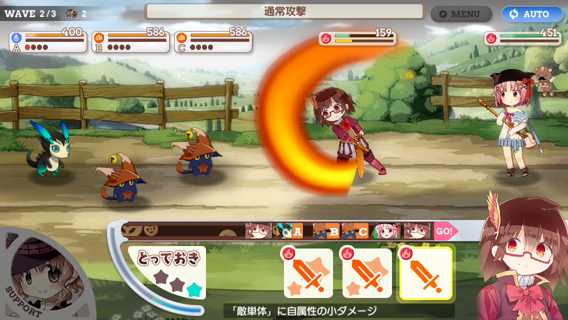 WAVE 2/3 2
通常攻撃
MENU
AUTO
400
586
586
159
451
A
B
C
A
B
C
GO!
とっておき
SUPPORT
「敵単体」に自属性の小ダメージ